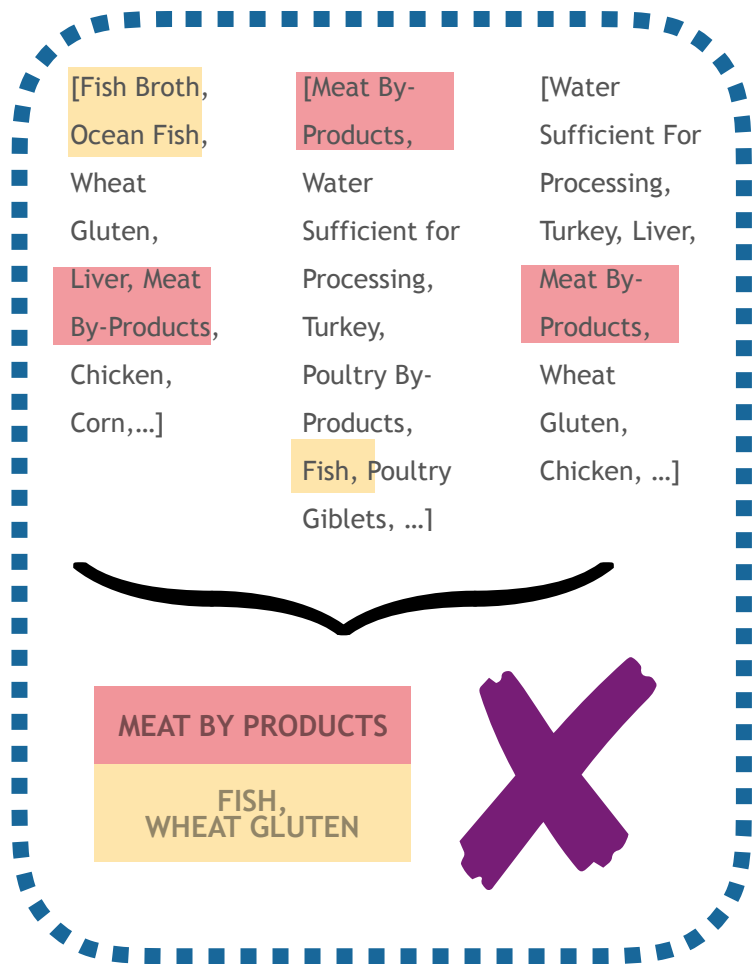 [Fish Broth,
Ocean Fish,
Wheat
Gluten,
Liver, Meat
By-Products,
Chicken,
Corn,…]
[Meat By-
Products,
Water
Sufficient for
Processing,
Turkey,
Poultry By-
Products,
Fish, Poultry
Giblets, …]
[Water
Sufficient For
Processing,
Turkey, Liver,
Meat By-
Products,
Wheat
Gluten,
Chicken, …]
MEAT BY PRODUCTS
FISH,
WHEAT GLUTEN